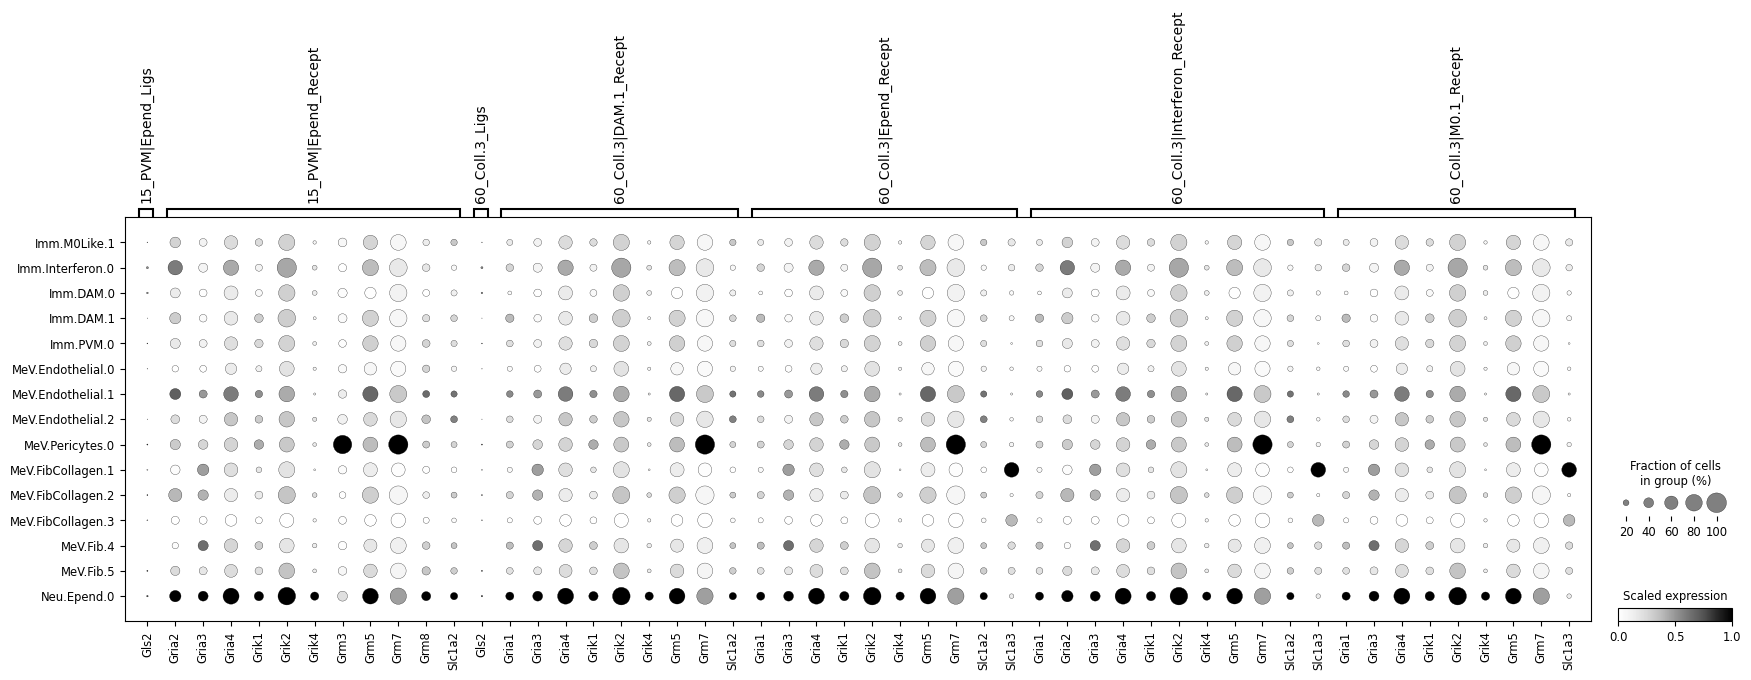 15_PVM|Epend_Ligs
15_PVM|Epend_Recept
60_Coll.3_Ligs
60_Coll.3|DAM.1_Recept
60_Coll.3|Epend_Recept
60_Coll.3|Interferon_Recept
60_Coll.3|M0.1_Recept
Imm.M0Like.1
Imm.Interferon.0
Imm.DAM.0
Imm.DAM.1
Imm.PVM.0
MeV.Endothelial.0
MeV.Endothelial.1
MeV.Endothelial.2
MeV.Pericytes.0
MeV.FibCollagen.1
MeV.FibCollagen.2
MeV.FibCollagen.3
MeV.Fib.4
MeV.Fib.5
Neu.Epend.0
Gls2
Gria2
Gria3
Gria4
Grik1
Grik2
Grik4
Grm3
Grm5
Grm7
Grm8
Slc1a2
Gls2
Gria1
Gria3
Gria4
Grik1
Grik2
Grik4
Grm5
Grm7
Slc1a2
Gria1
Gria3
Gria4
Grik1
Grik2
Grik4
Grm5
Grm7
Slc1a2
Slc1a3
Gria1
Gria2
Gria3
Gria4
Grik1
Grik2
Grik4
Grm5
Grm7
Slc1a2
Slc1a3
Gria1
Gria3
Gria4
Grik1
Grik2
Grik4
Grm5
Grm7
Slc1a3
Fraction of cells
in group (%)
20 40 60 80 100
Scaled expression
0.0 0.5 1.0